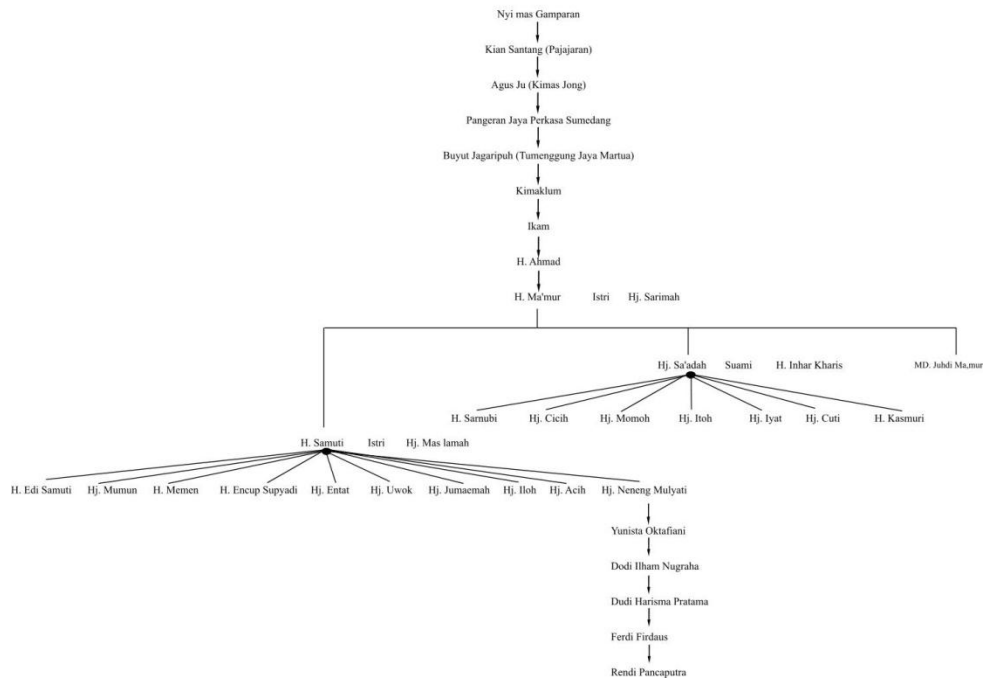 Nyi mas Gamparan
Kian Santang (Pajajaran)
Agus Ju (Kimas Jong)
Pangeran Jaya Perkasa Sumedang
Buyut Jagaripuh (Tumenggung Jaya Martua)
Kimaklum
Ikam
H. Ahmad
H. Ma'mur Istri Hj. Sarimah
Hj. Sa'adah Suami H. Inhar Kharis MD. Juhdi Ma,mur
H. Sarnubi Hj. Cicih Hj. Momoh Hj. Itoh Hj. Iyat Hj. Cuti H. Kasmuri
H. Samuti Istri Hj. Mas lamah
H. Edi Samuti Hj. Mumun H. Memen H. Encup Supyadi Hj. Entat Hj. Uwok Hj. Jumaemah Hj. Iloh Hj. Acih Hj. Neneng Mulyati
Yunista Oktafiani
Dodi Ilham Nugraha
Dudi Harisma Pratama
Ferdi Firdaus
Rendi Pancaputra